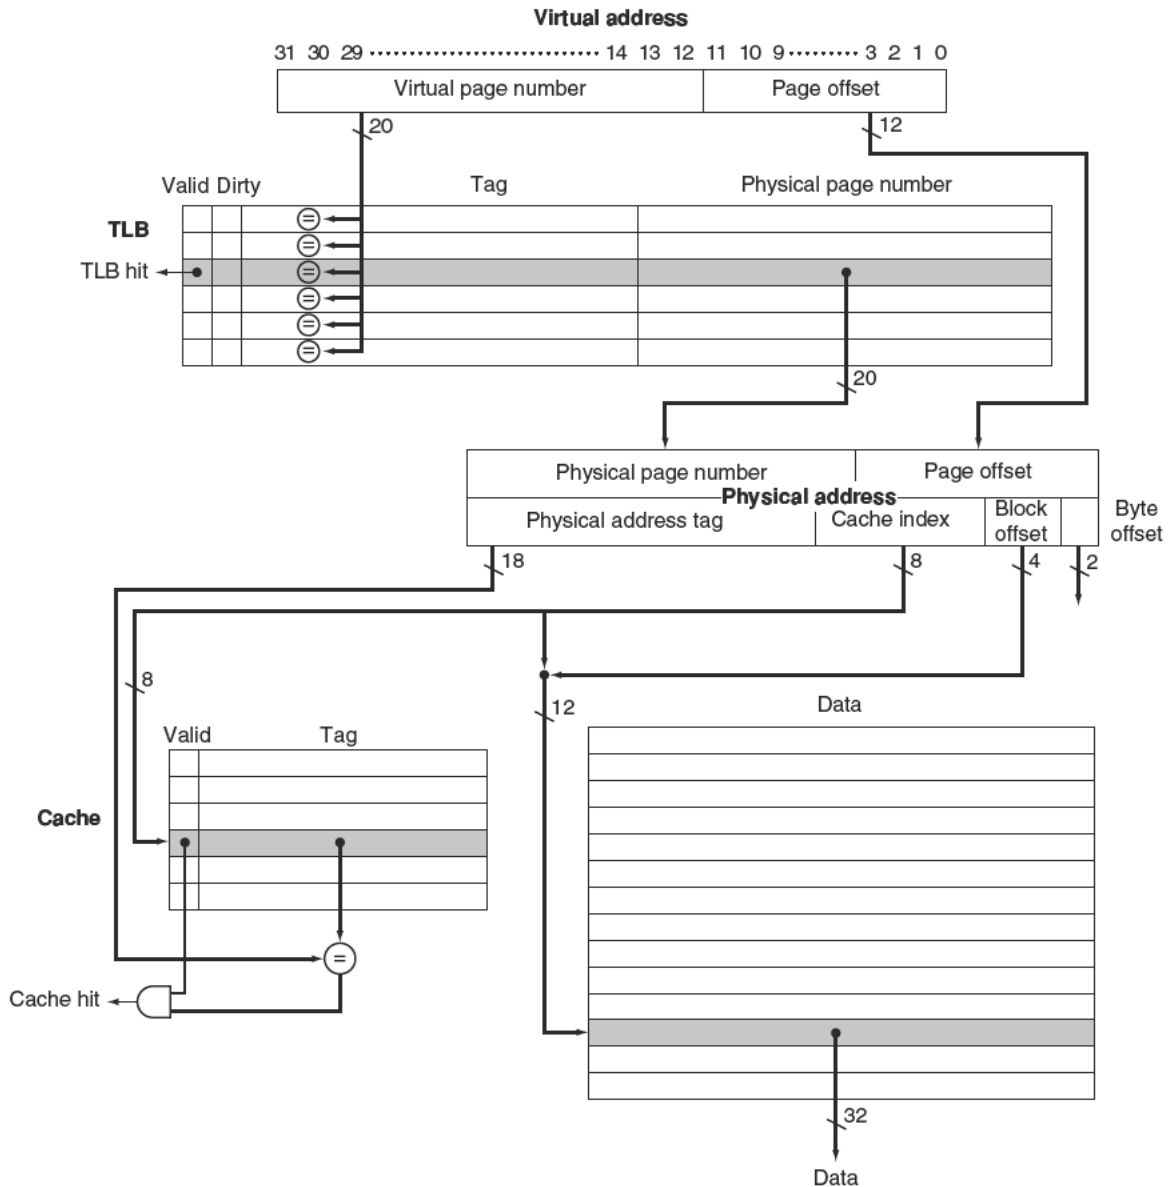 Virtual address
31 30 29 ........................... 14 13 12 11 10 9 ......... 3 2 1 0
Virtual page number Page offset
20 12
Valid Dirty Tag Physical page number
TLB
=
=
TLB hit =
=
=
=
20
Physical page number Page offset
Physical address
Physical address tag Cache index Block offset Byte offset
18 8 4 2
8
12
Data
Valid Tag
Cache
=
Cache hit
32
Data